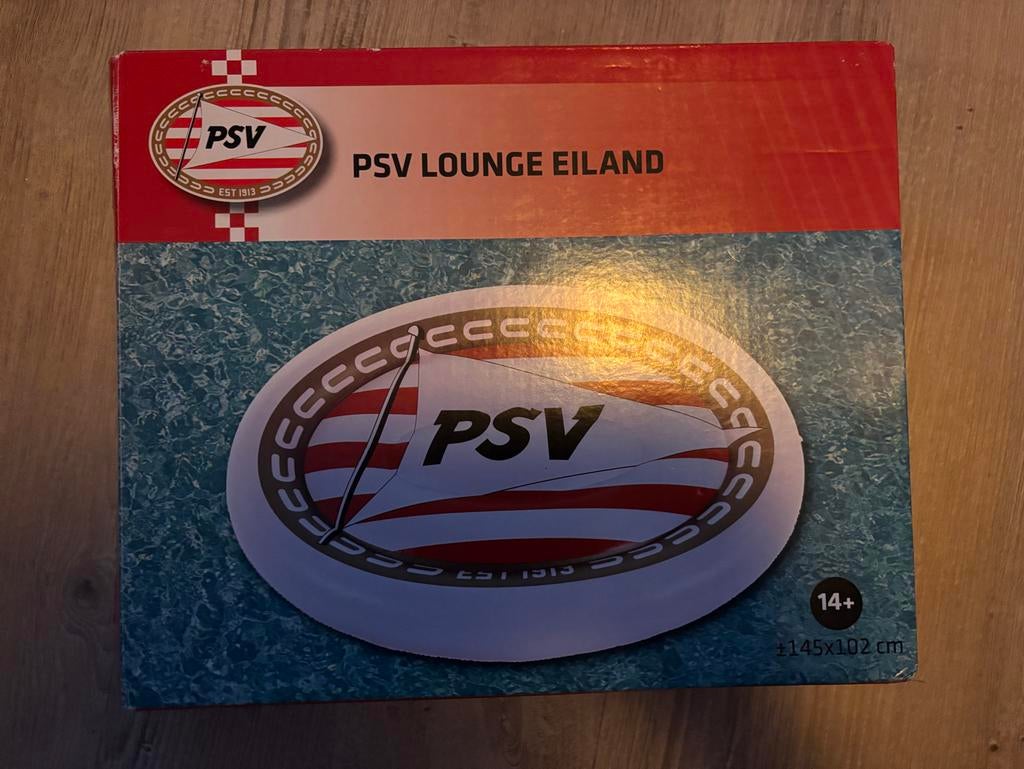 PSV
EST 1913
PSV LOUNGE EILAND
PSV
EST 1913
14+
±145x102 cm